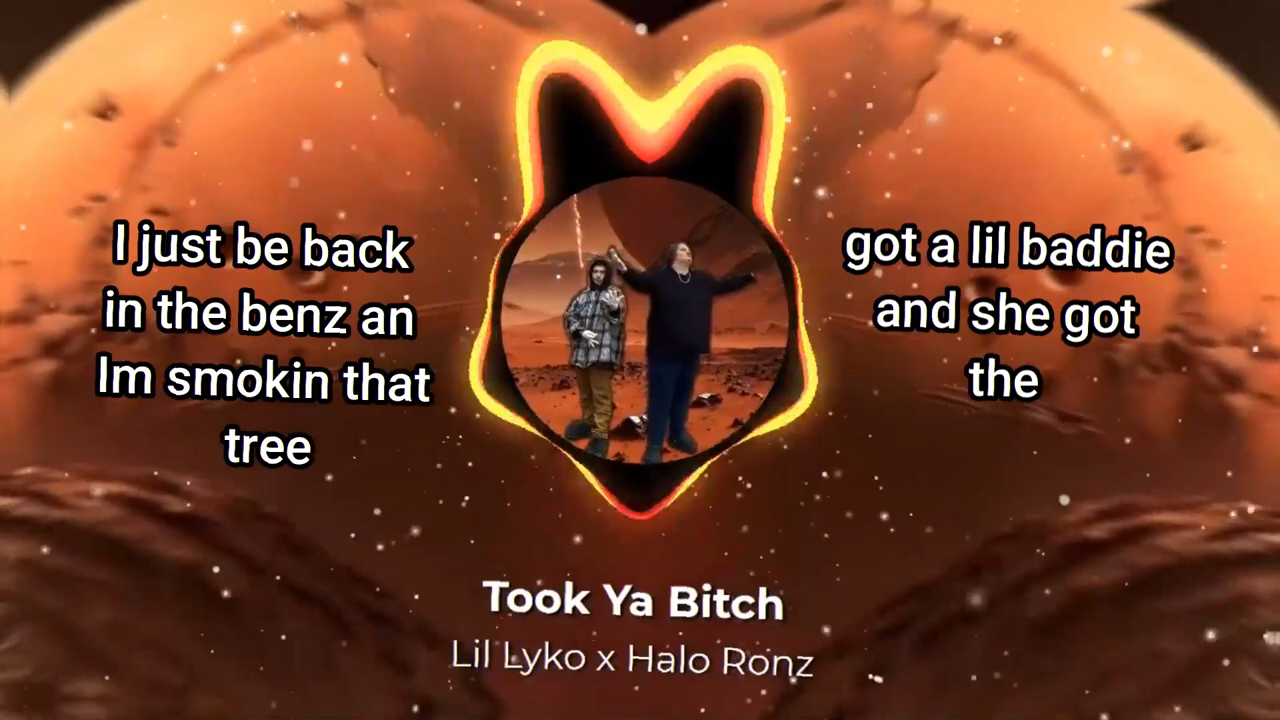 I just be back
in the benz an
Im smokin that
tree
got a lil baddie
and she got
the
Took Ya Bitch
Lil Lyko x Halo Ronz